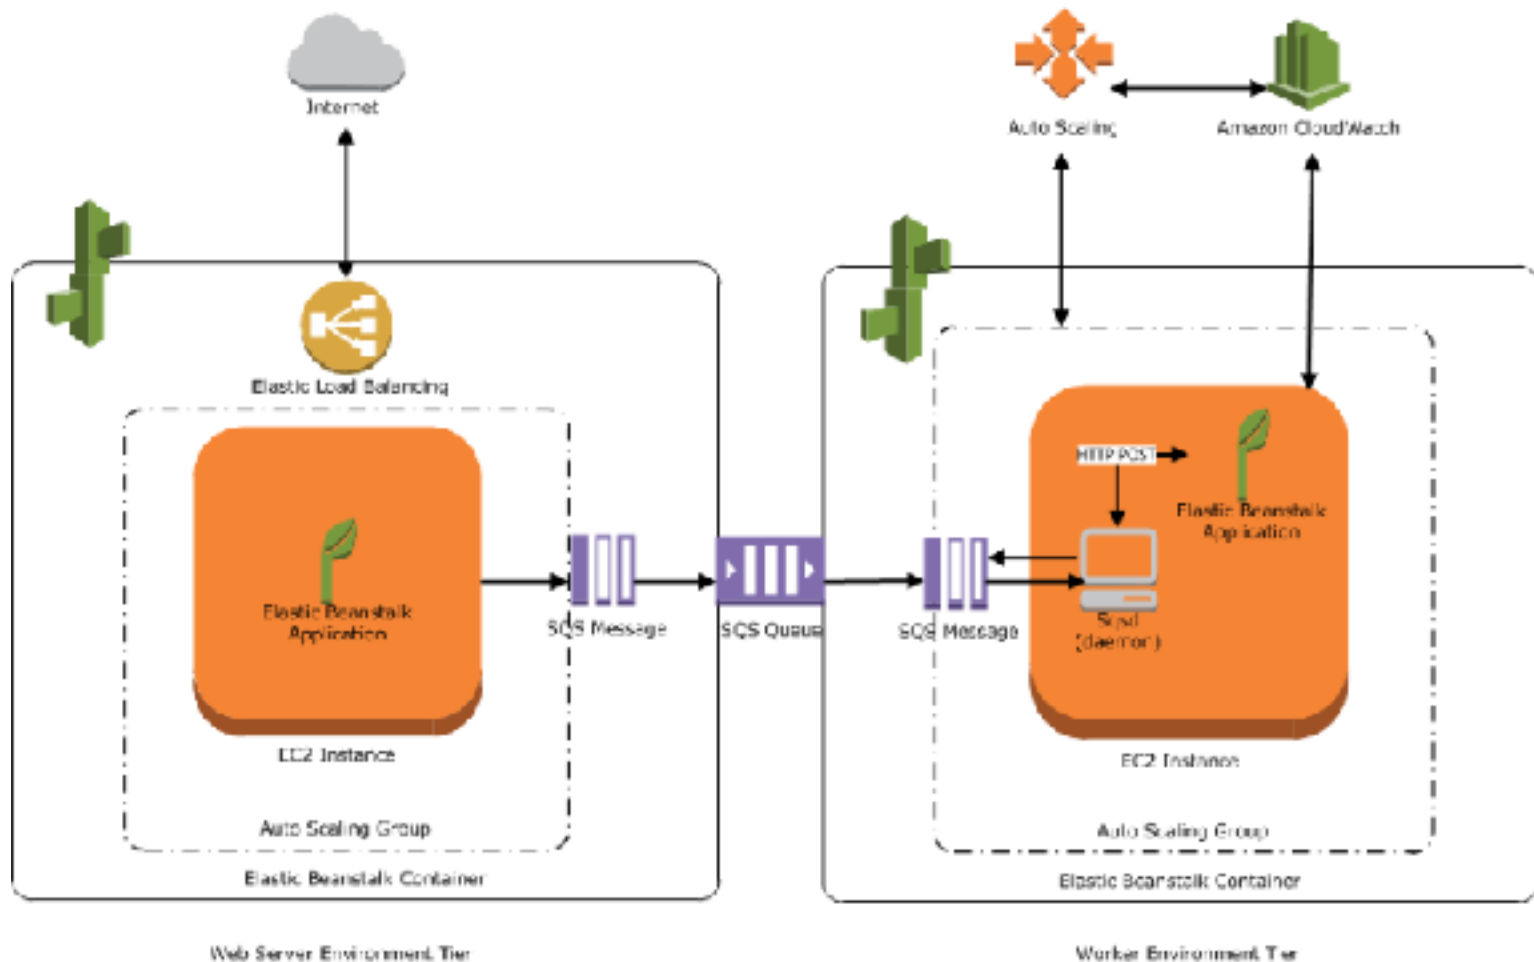 Internet
Auto Scaling
Amazon CloudWatch
Elastic Load Balancing
HTTP POST
Elastic Beanstalk
Application
Elastic Beanstalk
Application
SQS Message
SQS Queue
SQS Message
Sqsd
(daemon)
EC2 Instance
EC2 Instance
Auto Scaling Group
Auto Scaling Group
Elastic Beanstalk Container
Elastic Beanstalk Container
Web Server Environment Tier
Worker Environment Tier